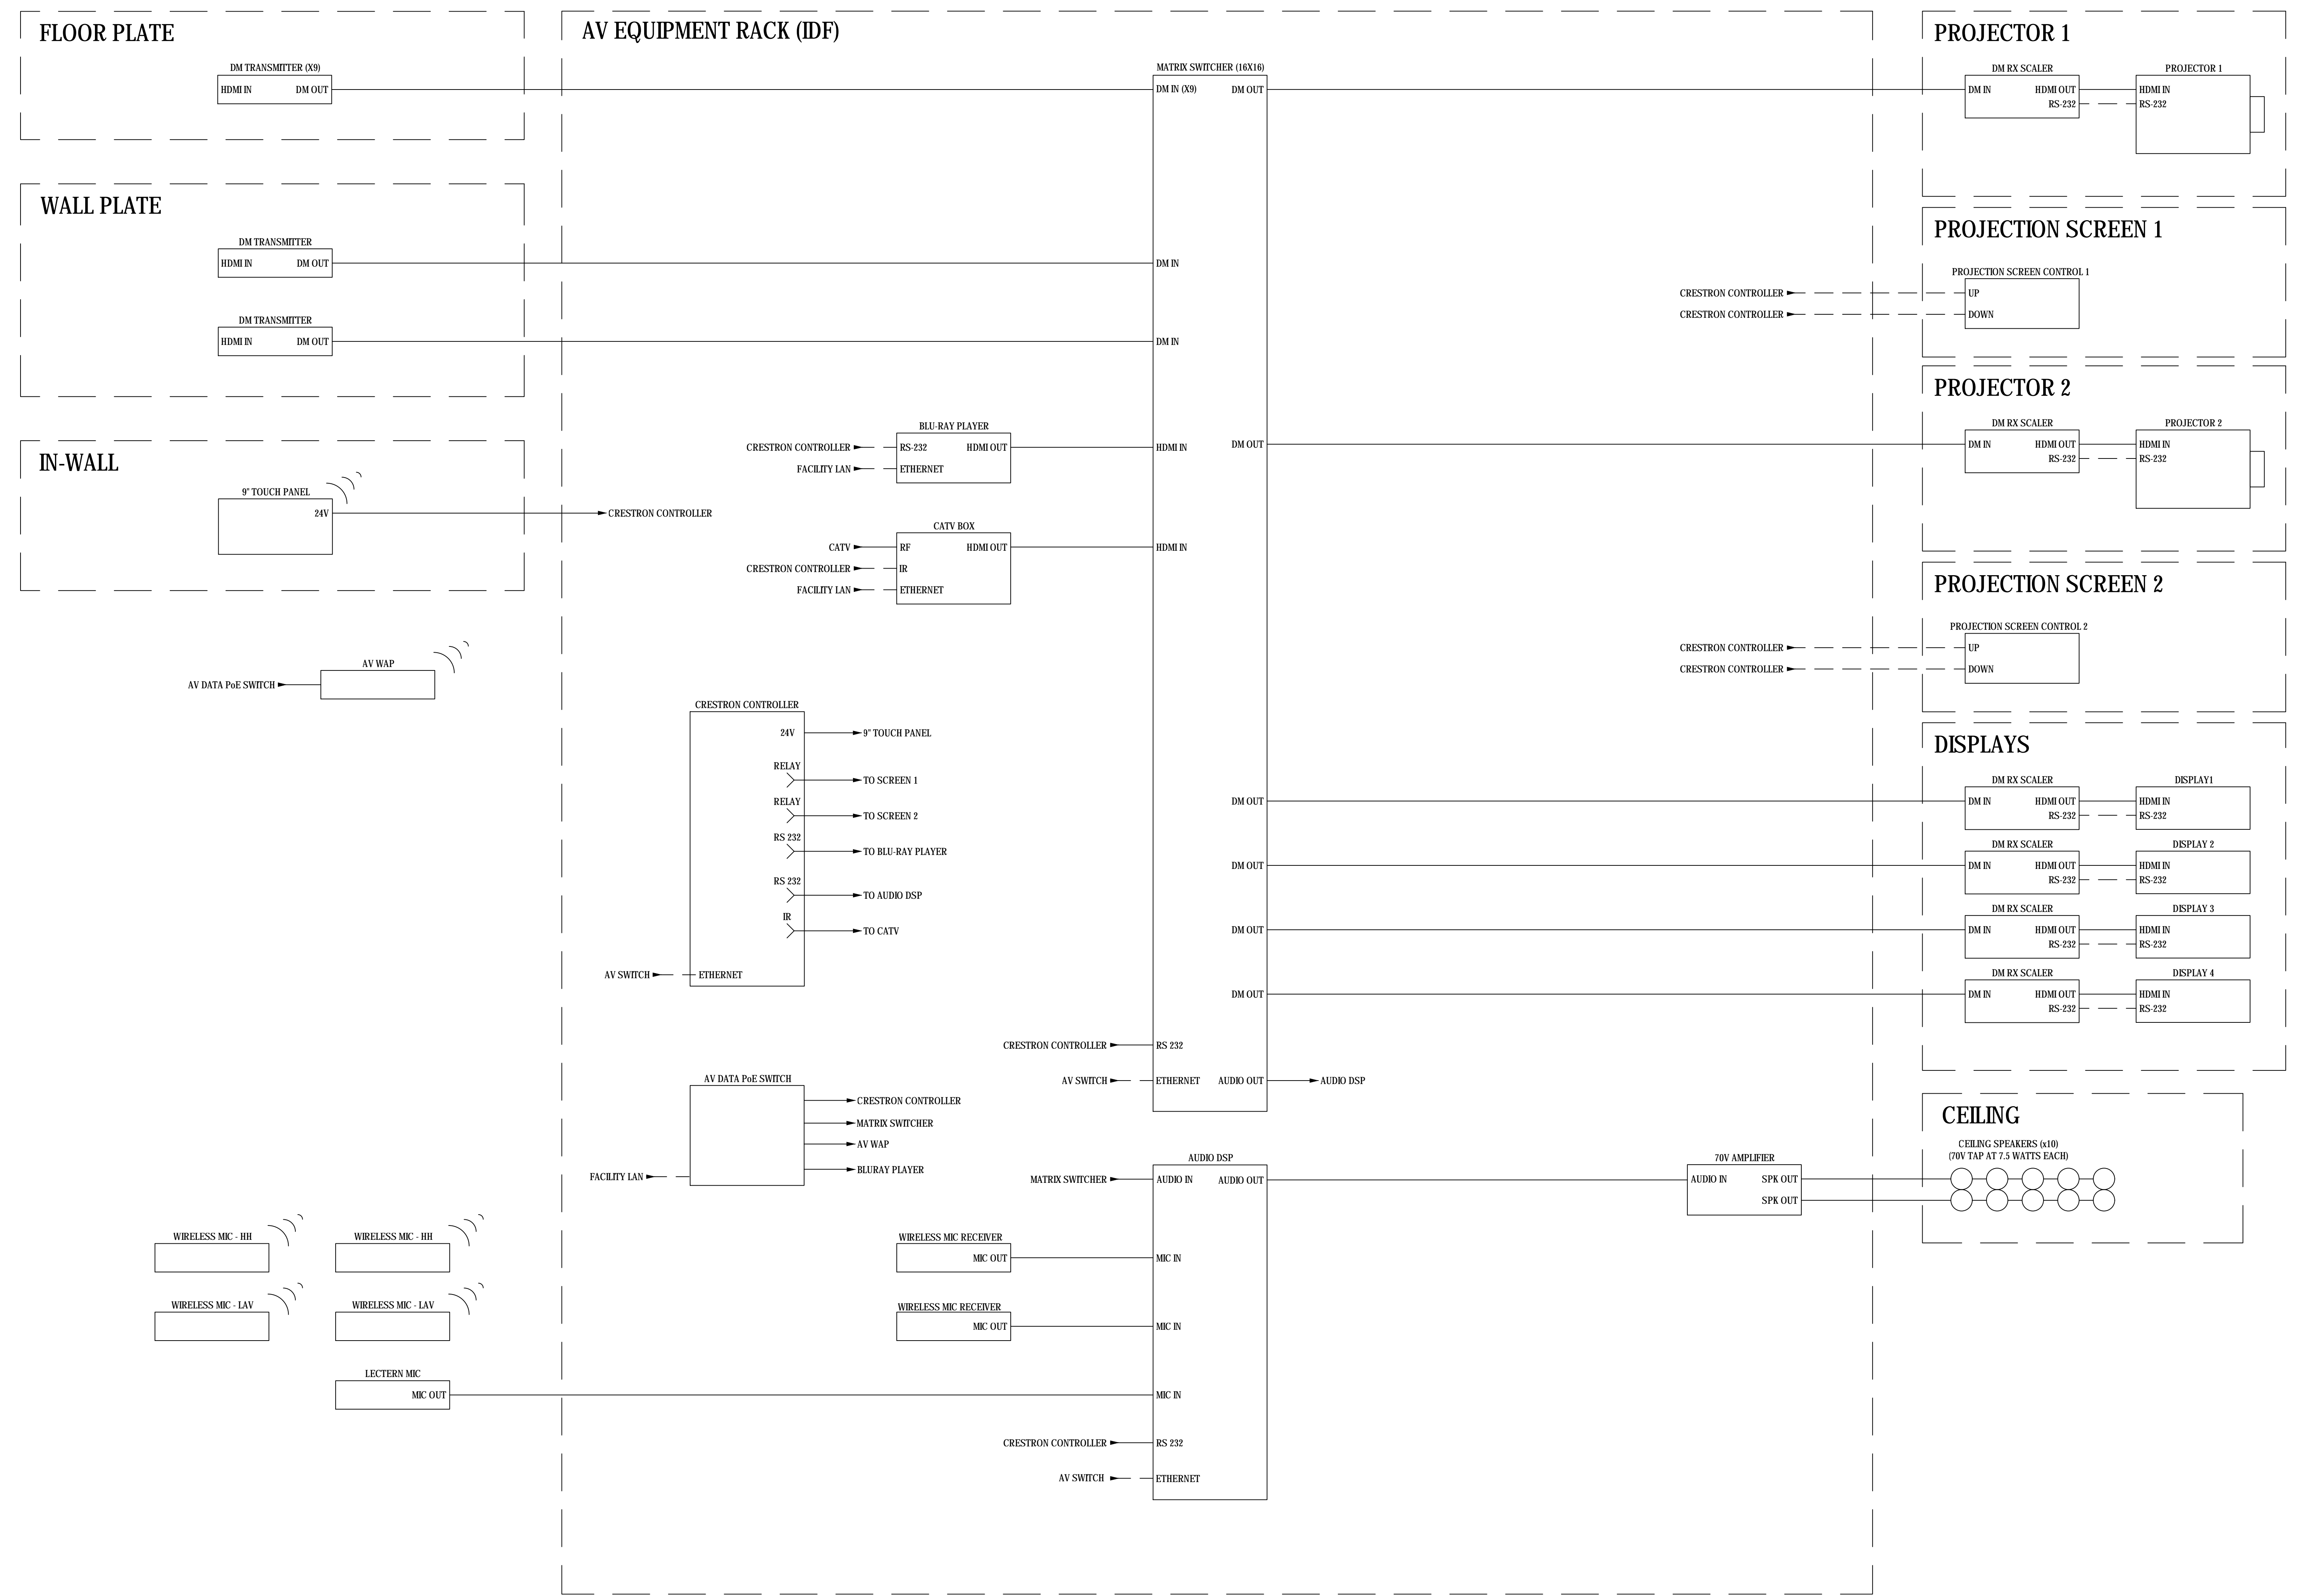 FLOOR PLATE
DM TRANSMITTER (X9)
HDMI IN DM OUT
WALL PLATE
DM TRANSMITTER
HDMI IN DM OUT
DM TRANSMITTER
HDMI IN DM OUT
IN-WALL
9" TOUCH PANEL
24V
AV WAP
AV DATA PoE SWITCH
WIRELESS MIC - HH
WIRELESS MIC - HH
WIRELESS MIC - LAV
WIRELESS MIC - LAV
LECTERN MIC
MIC OUT
AV EQUIPMENT RACK (IDF)
CRESTRON CONTROLLER
BLU-RAY PLAYER
CRESTRON CONTROLLER RS-232 HDMI OUT
FACILITY LAN ETHERNET
CATV BOX
CATV RF HDMI OUT
CRESTRON CONTROLLER IR
FACILITY LAN ETHERNET
CRESTRON CONTROLLER
24V 9" TOUCH PANEL
RELAY
TO SCREEN 1
RELAY
TO SCREEN 2
RS 232
TO BLU-RAY PLAYER
RS 232
TO AUDIO DSP
IR
TO CATV
AV SWITCH ETHERNET
AV DATA PoE SWITCH
CRESTRON CONTROLLER
MATRIX SWITCHER
AV WAP
BLURAY PLAYER
FACILITY LAN
WIRELESS MIC RECEIVER
MIC OUT
WIRELESS MIC RECEIVER
MIC OUT
MATRIX SWITCHER (16X16)
DM IN (X9) DM OUT
DM IN
DM IN
DM OUT
HDMI IN
HDMI IN
DM OUT
DM OUT
DM OUT
DM OUT
CRESTRON CONTROLLER RS 232
AV SWITCH ETHERNET AUDIO OUT AUDIO DSP
AUDIO DSP
MATRIX SWITCHER AUDIO IN AUDIO OUT
MIC IN
MIC IN
MIC IN
CRESTRON CONTROLLER RS 232
AV SWITCH ETHERNET
70V AMPLIFIER
AUDIO IN SPK OUT
SPK OUT
PROJECTOR 1
DM RX SCALER PROJECTOR 1
DM IN HDMI OUT HDMI IN
RS-232 RS-232
PROJECTION SCREEN 1
PROJECTION SCREEN CONTROL 1
CRESTRON CONTROLLER UP
CRESTRON CONTROLLER DOWN
PROJECTOR 2
DM RX SCALER PROJECTOR 2
DM IN HDMI OUT HDMI IN
RS-232 RS-232
PROJECTION SCREEN 2
PROJECTION SCREEN CONTROL 2
CRESTRON CONTROLLER UP
CRESTRON CONTROLLER DOWN
DISPLAYS
DM RX SCALER DISPLAY1
DM IN HDMI OUT HDMI IN
RS-232 RS-232
DM RX SCALER DISPLAY 2
DM IN HDMI OUT HDMI IN
RS-232 RS-232
DM RX SCALER DISPLAY 3
DM IN HDMI OUT HDMI IN
RS-232 RS-232
DM RX SCALER DISPLAY 4
DM IN HDMI OUT HDMI IN
RS-232 RS-232
CEILING
CEILING SPEAKERS (x10)
(70V TAP AT 7.5 WATTS EACH)